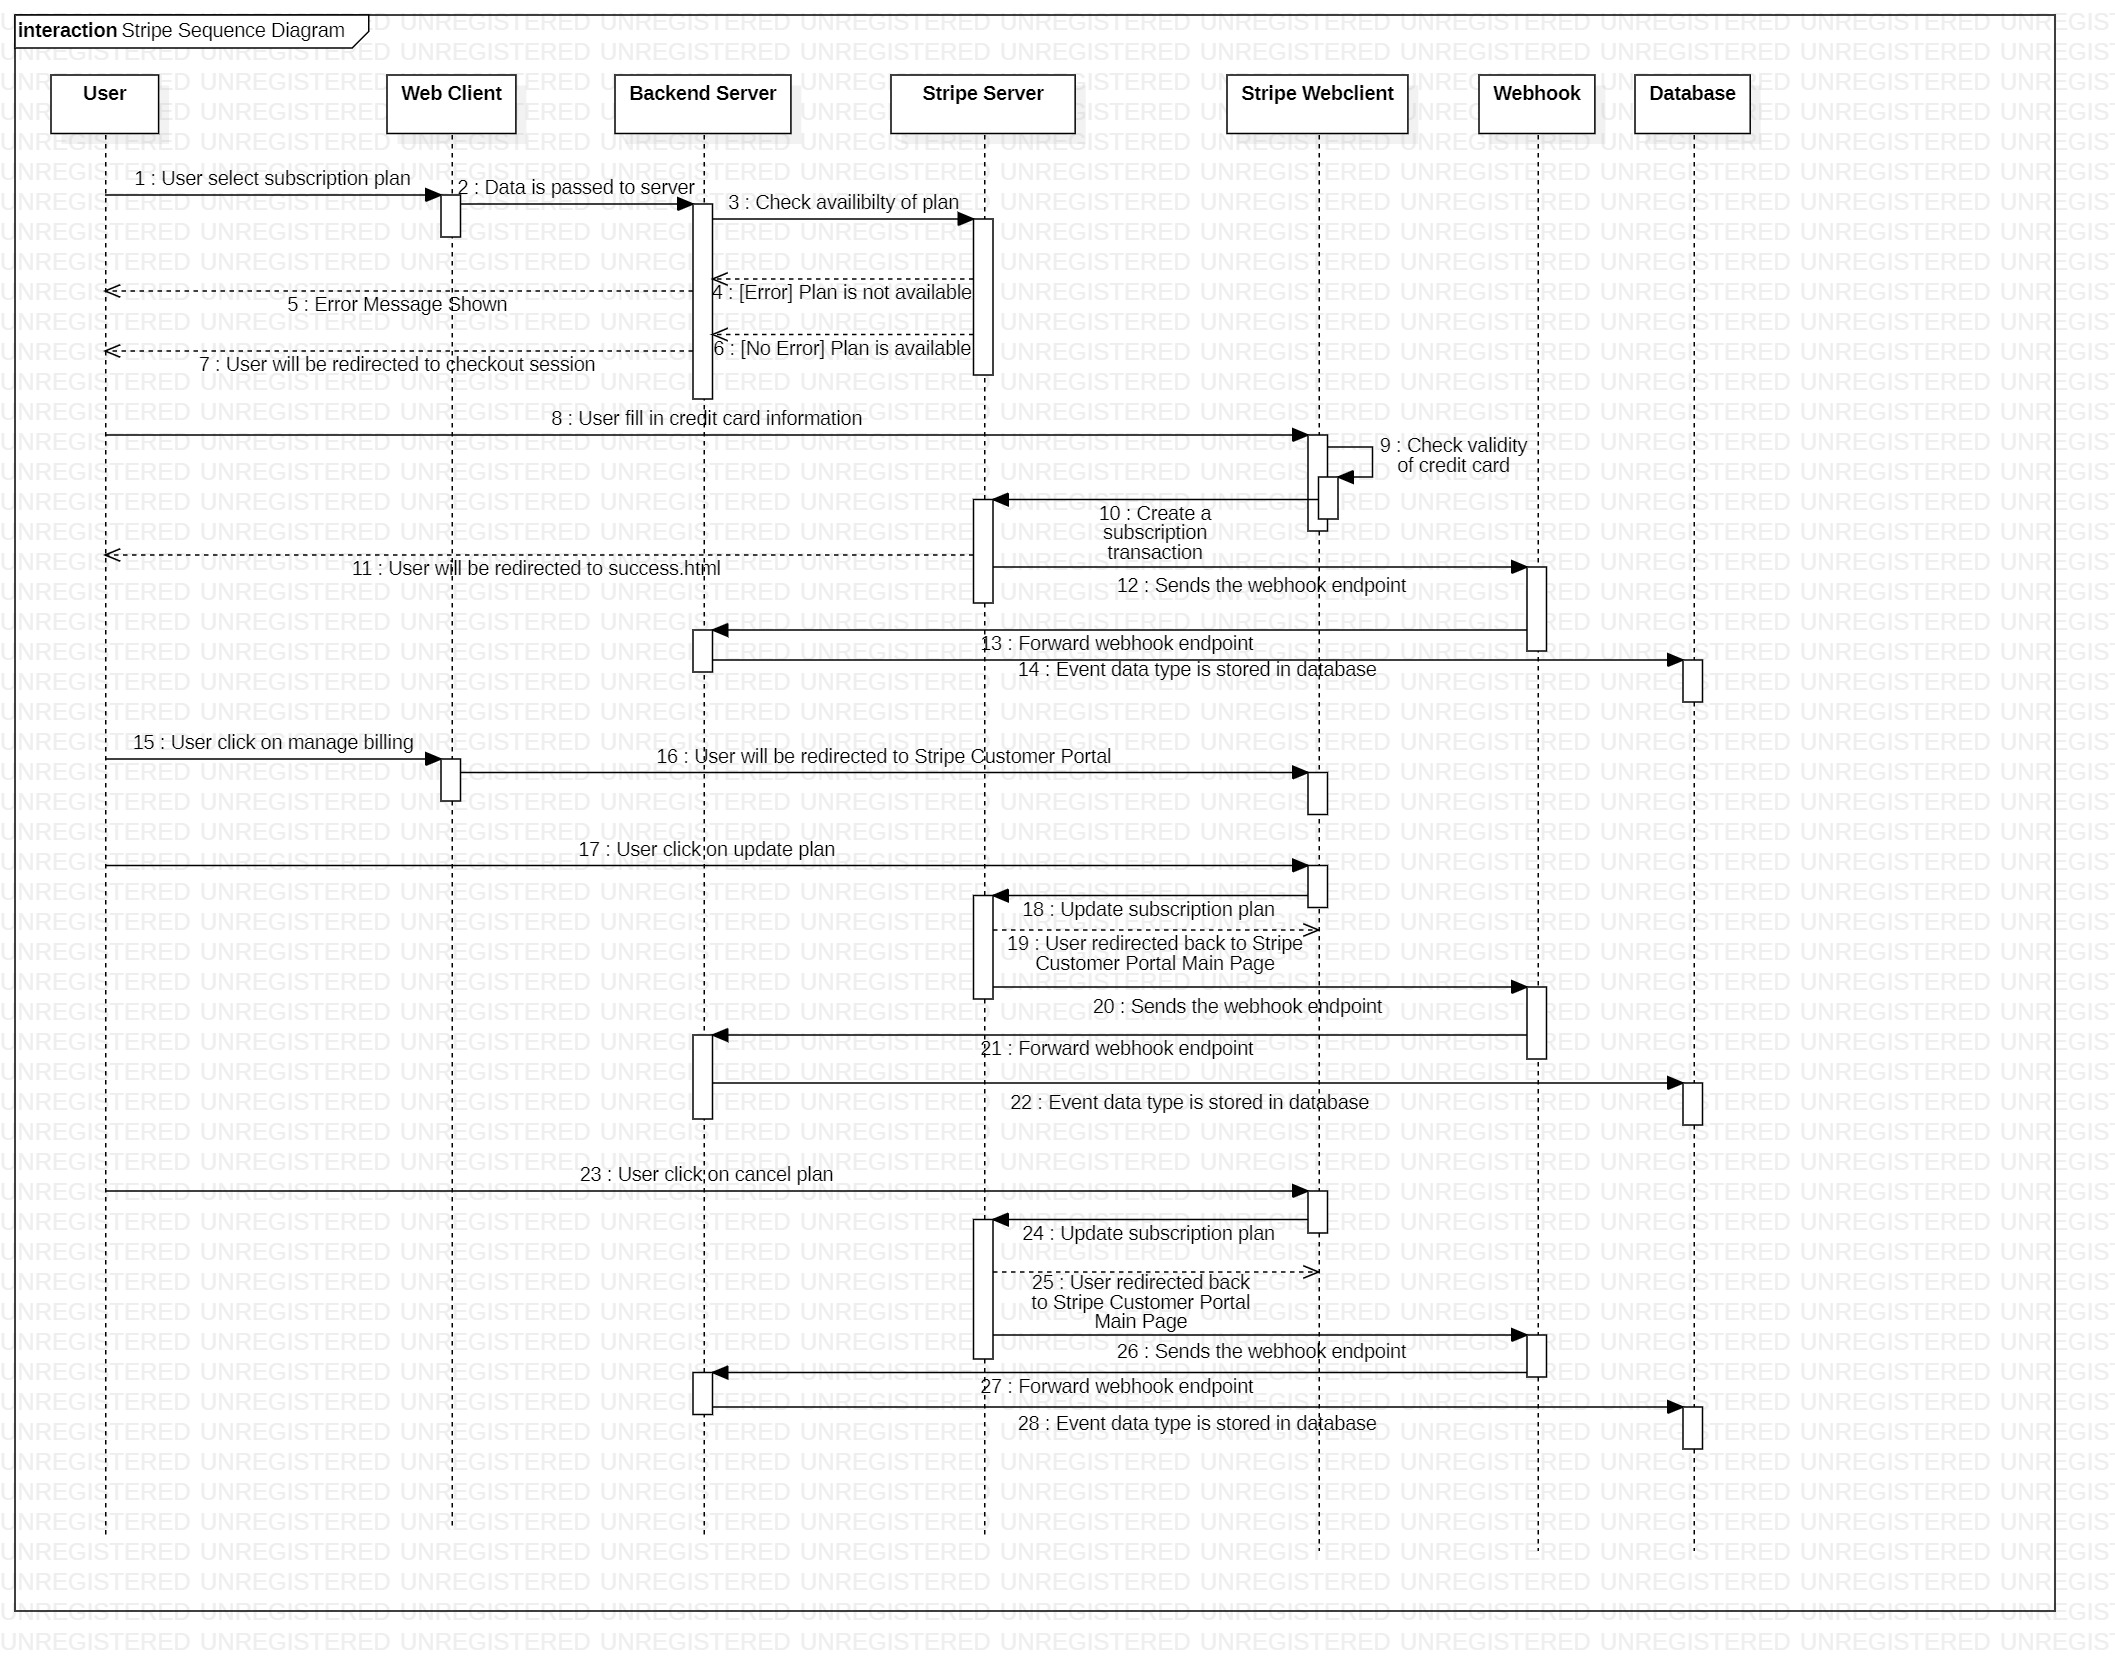 interaction Stripe Sequence Diagram
User
Web Client
Backend Server
Stripe Server
Stripe Webclient
Webhook
Database
1 : User select subscription plan
2 : Data is passed to server
3 : Check availibilty of plan
4 : [Error] Plan is not available
5 : Error Message Shown
6 : [No Error] Plan is available
7 : User will be redirected to checkout session
8 : User fill in credit card information
9 : Check validity
of credit card
10 : Create a
subscription
transaction
11 : User will be redirected to success.html
12 : Sends the webhook endpoint
13 : Forward webhook endpoint
14 : Event data type is stored in database
15 : User click on manage billing
16 : User will be redirected to Stripe Customer Portal
17 : User click on update plan
18 : Update subscription plan
19 : User redirected back to Stripe
Customer Portal Main Page
20 : Sends the webhook endpoint
21 : Forward webhook endpoint
22 : Event data type is stored in database
23 : User click on cancel plan
24 : Update subscription plan
25 : User redirected back
to Stripe Customer Portal
Main Page
26 : Sends the webhook endpoint
27 : Forward webhook endpoint
28 : Event data type is stored in database
UNREGISTERED